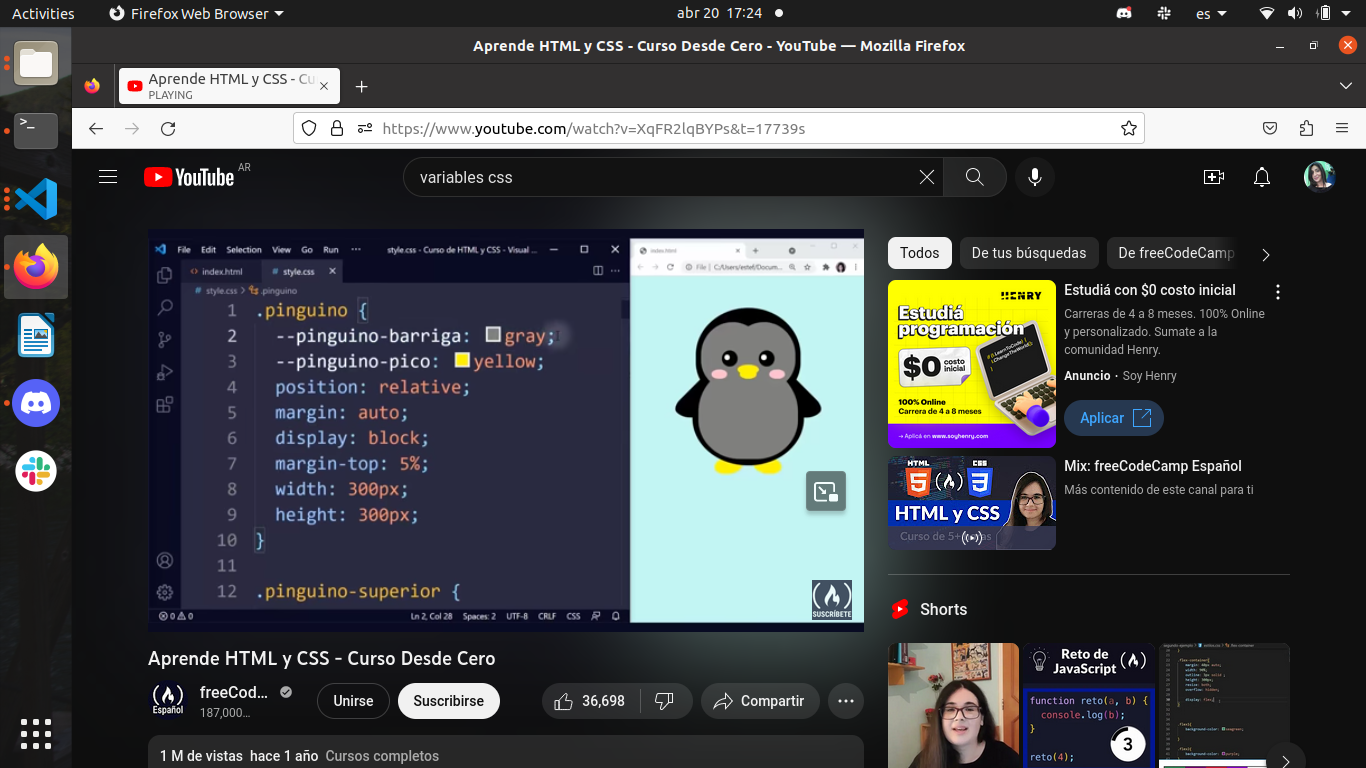 Activities
Firefox Web Browser
abr 20 17:24
es
Aprende HTML y CSS - Curso Desde Cero - YouTube — Mozilla Firefox
Aprende HTML y CSS - Cu
PLAYING
https://www.youtube.com/watch?v=XqFR2lqBYPs&t=17739s
YouTube
AR
variables css
File Edit Selection View Go Run ···
style.css - Curso de HTML y CSS - Visual ...
index.html
style.css
style.css > .pinguino
1 .pinguino {
2 --pinguino-barriga: gray;
3 --pinguino-pico: yellow;
4 position: relative;
5 margin: auto;
6 display: block;
7 margin-top: 5%;
8 width: 300px;
9 height: 300px;
10 }
11
12 .pinguino-superior {
0 0
Ln 2, Col 28 Spaces: 2 UTF-8 CRLF CSS
index.html
File | C:/Users/estef/Docum...
SUSCRÍBETE
Aprende HTML y CSS - Curso Desde Cero
Español
freeCod...
187,000...
Unirse
Suscribirse
36,698
Compartir
1 M de vistas hace 1 año Cursos completos
Todos
De tus búsquedas
De freeCodeCamp
HENRY
Estudiá
programación
$0 costo
inicial
100% Online
Carrera de 4 a 8 meses
→ Aplicá en www.soyhenry.com
Estudiá con $0 costo inicial
Carreras de 4 a 8 meses. 100% Online
y personalizado. Sumate a la
comunidad Henry.
Anuncio · Soy Henry
Aplicar
HTML
5
CSS
3
HTML y CSS
Curso de 5+ horas
Mix: freeCodeCamp Español
Más contenido de este canal para ti
Shorts
Reto de
JavaScript
function reto(a, b) {
console.log(b);
}
reto(4);
3